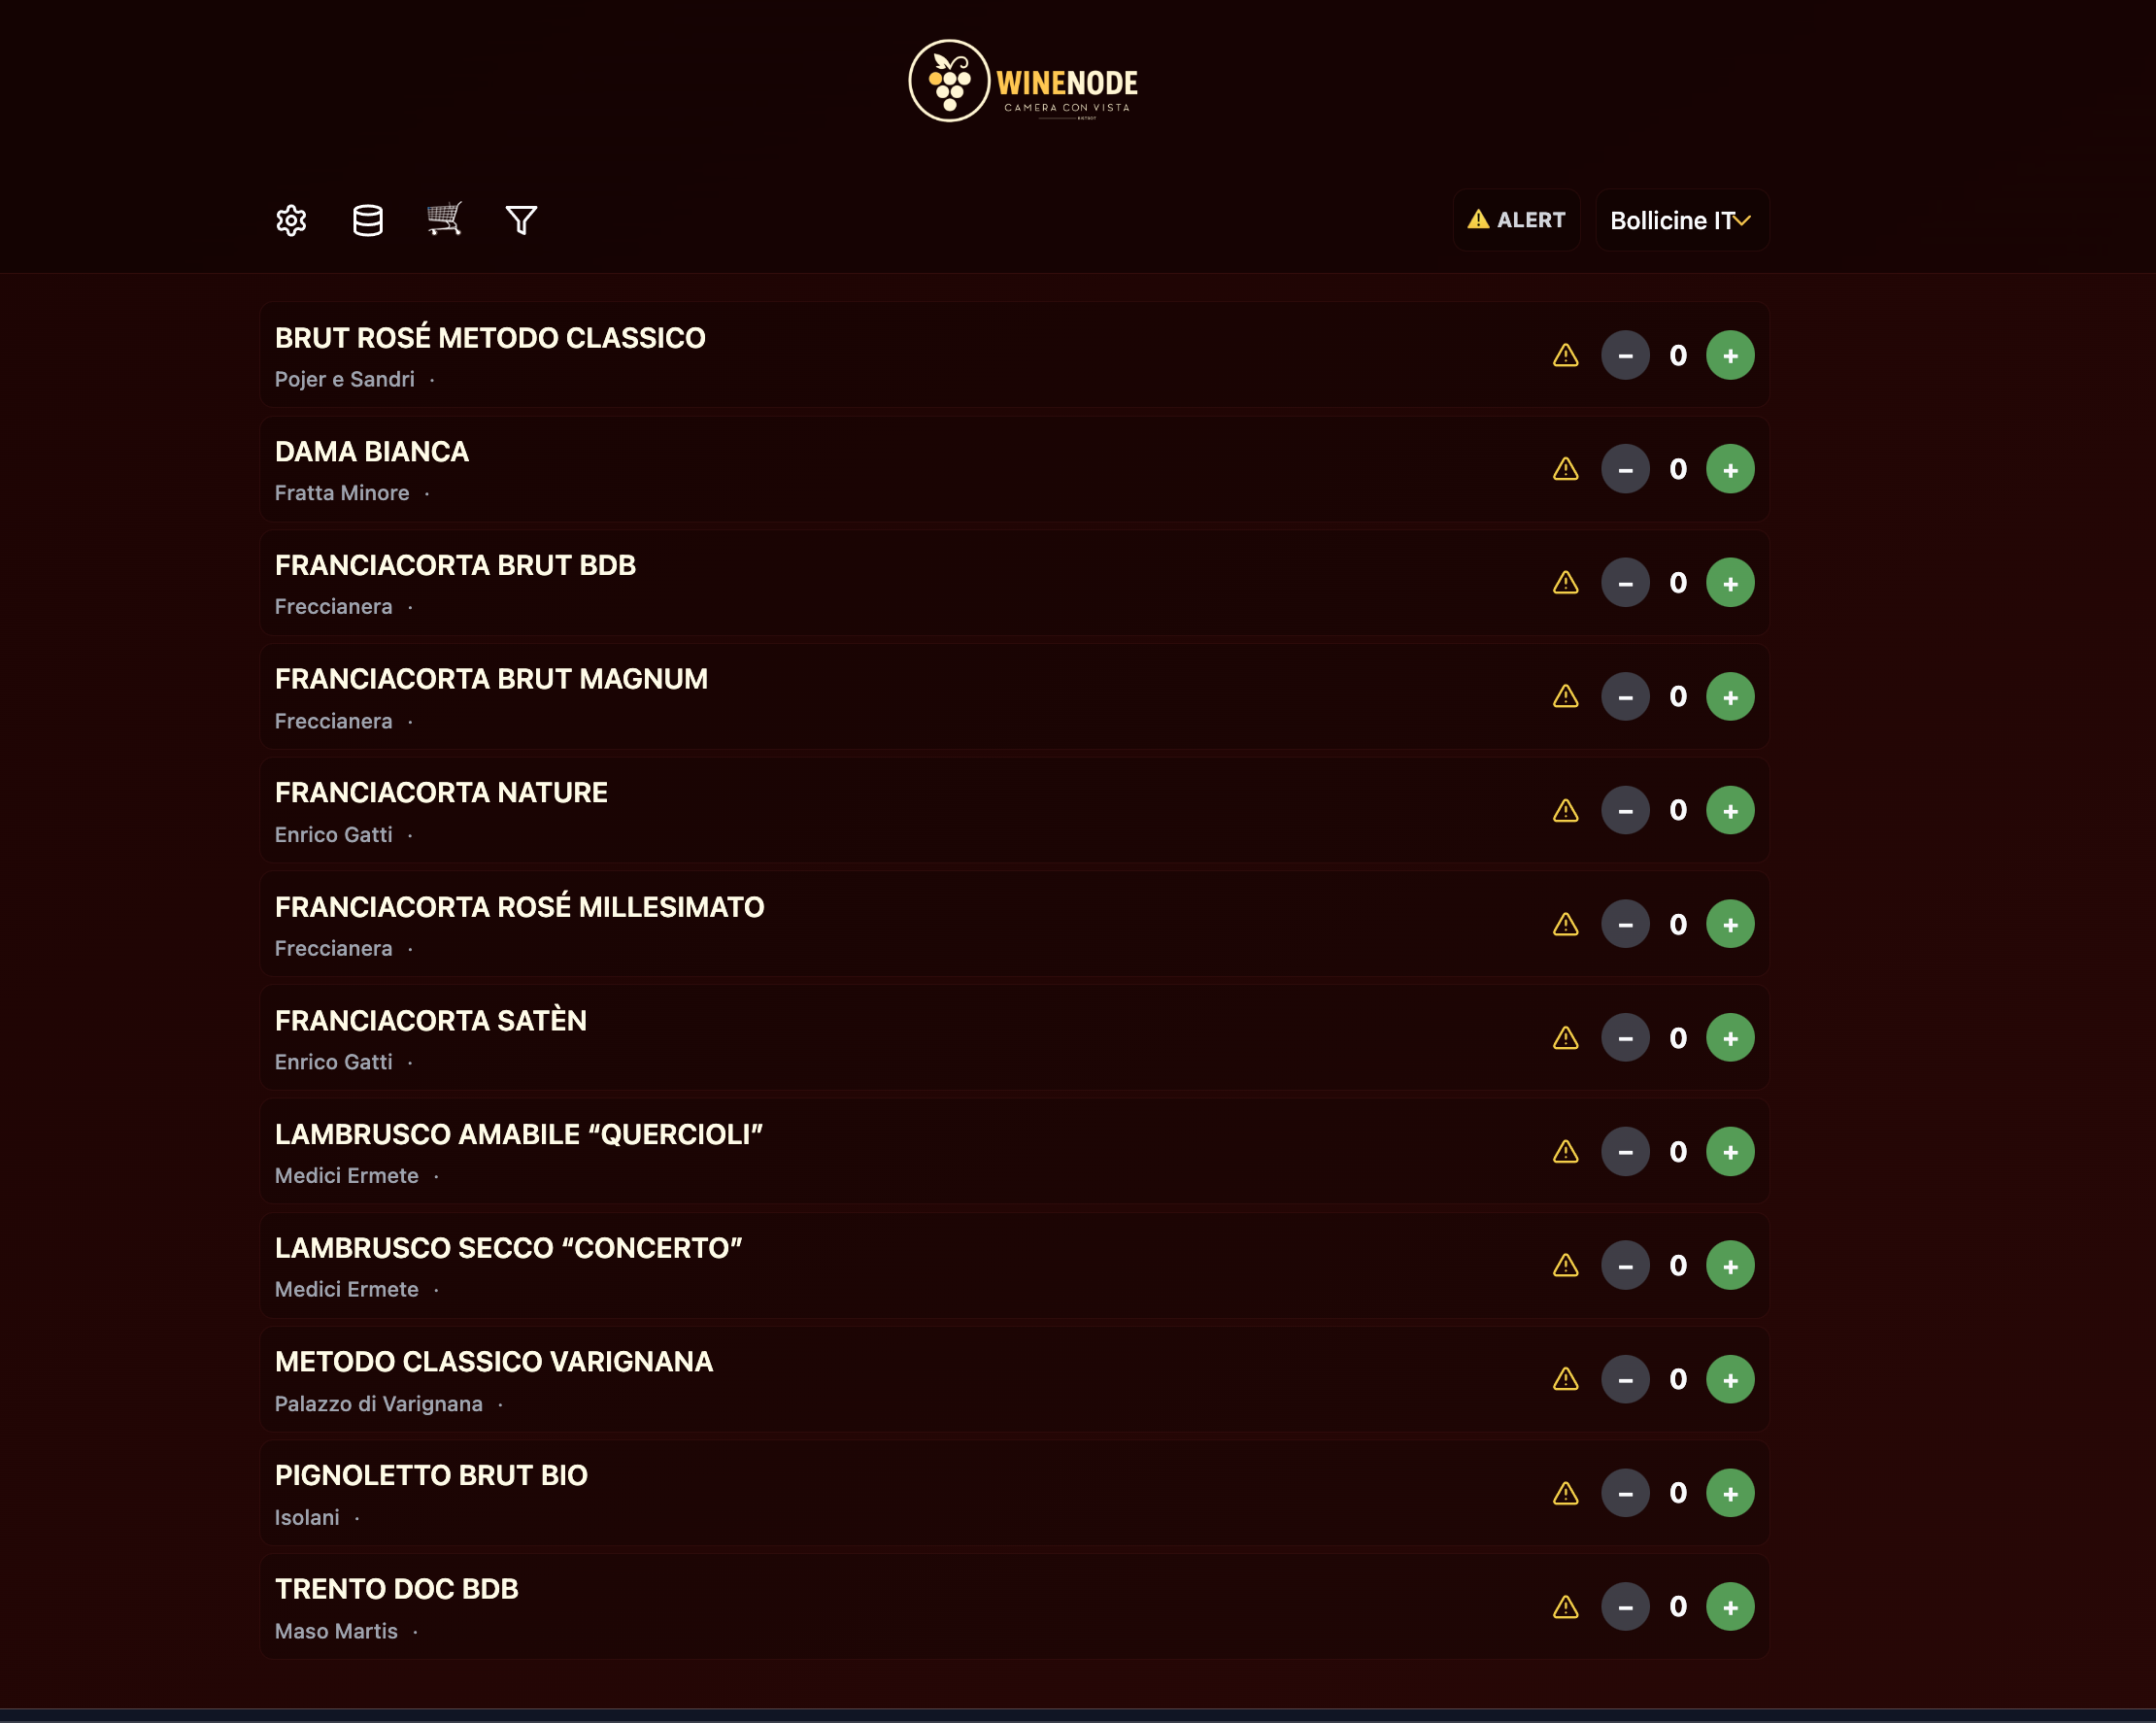 WINENODE
CAMERA CON VISTA
BISTROT
ALERT
Bollicine IT
BRUT ROSÉ METODO CLASSICO
Pojer e Sandri ·
- 0 +
DAMA BIANCA
Fratta Minore ·
- 0 +
FRANCIACORTA BRUT BDB
Freccianera ·
- 0 +
FRANCIACORTA BRUT MAGNUM
Freccianera ·
- 0 +
FRANCIACORTA NATURE
Enrico Gatti ·
- 0 +
FRANCIACORTA ROSÉ MILLESIMATO
Freccianera ·
- 0 +
FRANCIACORTA SATÈN
Enrico Gatti ·
- 0 +
LAMBRUSCO AMABILE “QUERCIOLI”
Medici Ermete ·
- 0 +
LAMBRUSCO SECCO “CONCERTO”
Medici Ermete ·
- 0 +
METODO CLASSICO VARIGNANA
Palazzo di Varignana ·
- 0 +
PIGNOLETTO BRUT BIO
Isolani ·
- 0 +
TRENTO DOC BDB
Maso Martis ·
- 0 +